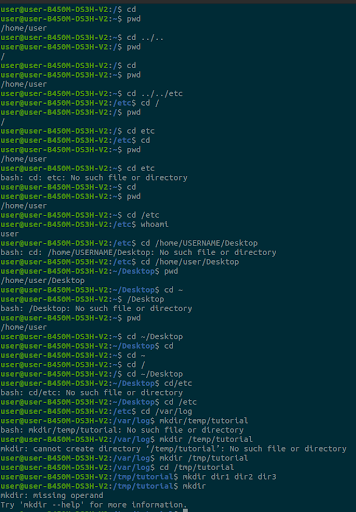 user@user-B450M-DS3H-V2:/$ cd
user@user-B450M-DS3H-V2:~$ pwd
/home/user
user@user-B450M-DS3H-V2:~$ cd ../..
user@user-B450M-DS3H-V2:/$ pwd
/
user@user-B450M-DS3H-V2:/$ cd
user@user-B450M-DS3H-V2:~$ pwd
/home/user
user@user-B450M-DS3H-V2:~$ cd ../../etc
user@user-B450M-DS3H-V2:/etc$ cd /
user@user-B450M-DS3H-V2:/$ pwd
/
user@user-B450M-DS3H-V2:/$ cd etc
user@user-B450M-DS3H-V2:/etc$ cd
user@user-B450M-DS3H-V2:~$ pwd
/home/user
user@user-B450M-DS3H-V2:~$ cd etc
bash: cd: etc: No such file or directory
user@user-B450M-DS3H-V2:~$ cd
user@user-B450M-DS3H-V2:~$ pwd
/home/user
user@user-B450M-DS3H-V2:~$ cd /etc
user@user-B450M-DS3H-V2:/etc$ whoami
user
user@user-B450M-DS3H-V2:/etc$ cd /home/USERNAME/Desktop
bash: cd: /home/USERNAME/Desktop: No such file or directory
user@user-B450M-DS3H-V2:/etc$ cd /home/user/Desktop
user@user-B450M-DS3H-V2:~/Desktop$ pwd
/home/user/Desktop
user@user-B450M-DS3H-V2:~/Desktop$ cd ~
user@user-B450M-DS3H-V2:~$ /Desktop
bash: /Desktop: No such file or directory
user@user-B450M-DS3H-V2:~$ pwd
/home/user
user@user-B450M-DS3H-V2:~$ cd ~/Desktop
user@user-B450M-DS3H-V2:~/Desktop$ cd
user@user-B450M-DS3H-V2:~$ cd ~
user@user-B450M-DS3H-V2:~$ cd /
user@user-B450M-DS3H-V2:/$ cd ~/Desktop
user@user-B450M-DS3H-V2:~/Desktop$ cd/etc
bash: cd/etc: No such file or directory
user@user-B450M-DS3H-V2:~/Desktop$ cd /etc
user@user-B450M-DS3H-V2:/etc$ cd /var/log
user@user-B450M-DS3H-V2:/var/log$ mkdir/temp/tutorial
bash: mkdir/temp/tutorial: No such file or directory
user@user-B450M-DS3H-V2:/var/log$ mkdir /temp/tutorial
mkdir: cannot create directory ‘/temp/tutorial’: No such file or directory
user@user-B450M-DS3H-V2:/var/log$ mkdir /tmp/tutorial
user@user-B450M-DS3H-V2:/var/log$ cd /tmp/tutorial
user@user-B450M-DS3H-V2:/tmp/tutorial$ mkdir dir1 dir2 dir3
user@user-B450M-DS3H-V2:/tmp/tutorial$ mkdir
mkdir: missing operand
Try 'mkdir --help' for more information.